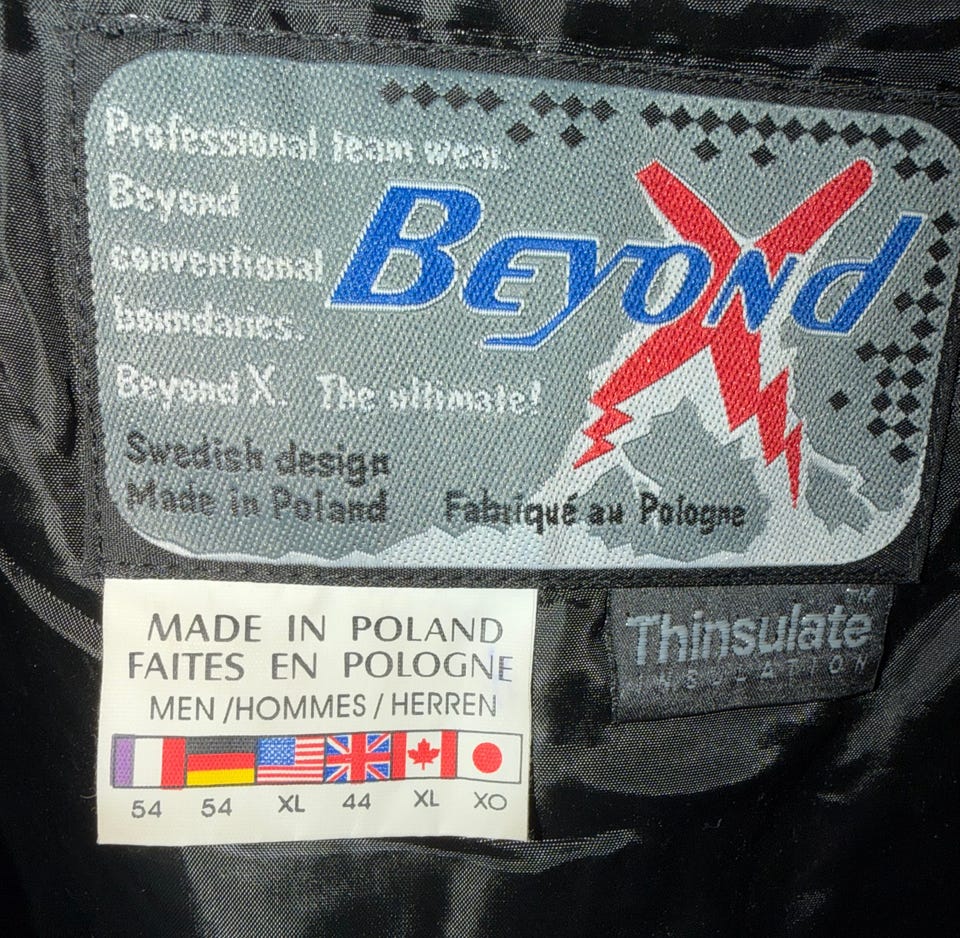 Professional team wear.
Beyond
conventional
boundaries.
Beyond X. The ultimate!
Beyond X
Swedish design
Made in Poland Fabriqué au Pologne
MADE IN POLAND
FAITES EN POLOGNE
MEN / HOMMES / HERREN
54 54 XL 44 XL XO
Thinsulate™
INSULATION